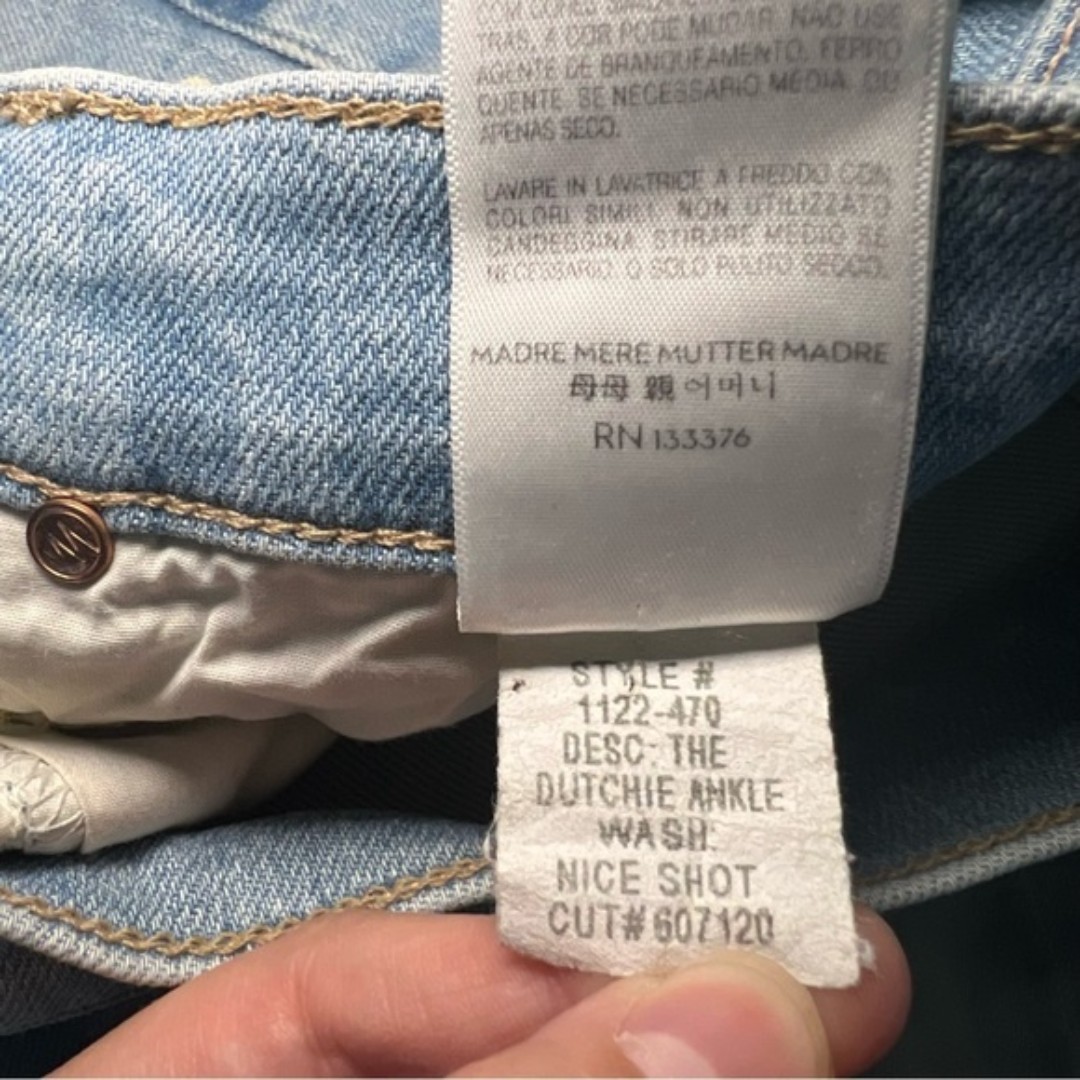 TRAS. A COR PODE MUDAR. NAO USE
AGENTE DE BRANQUEAMENTO. FERRO
QUENTE. SE NECESSARIO MEDIA, OU
APENAS SECO.
LAVARE IN LAVATRICE A FREDDO CON
COLORI SIMILI. NON UTILIZZATO
CANDEGGINA. STIRARE MEDIO SE
NECESSARIO. O SOLO PULITO SECCO.
MADRE MERE MUTTER MADRE
母母 親 어머니
RN 133376
STYLE #
1122-470
DESC: THE
DUTCHIE ANKLE
WASH:
NICE SHOT
CUT# 607120